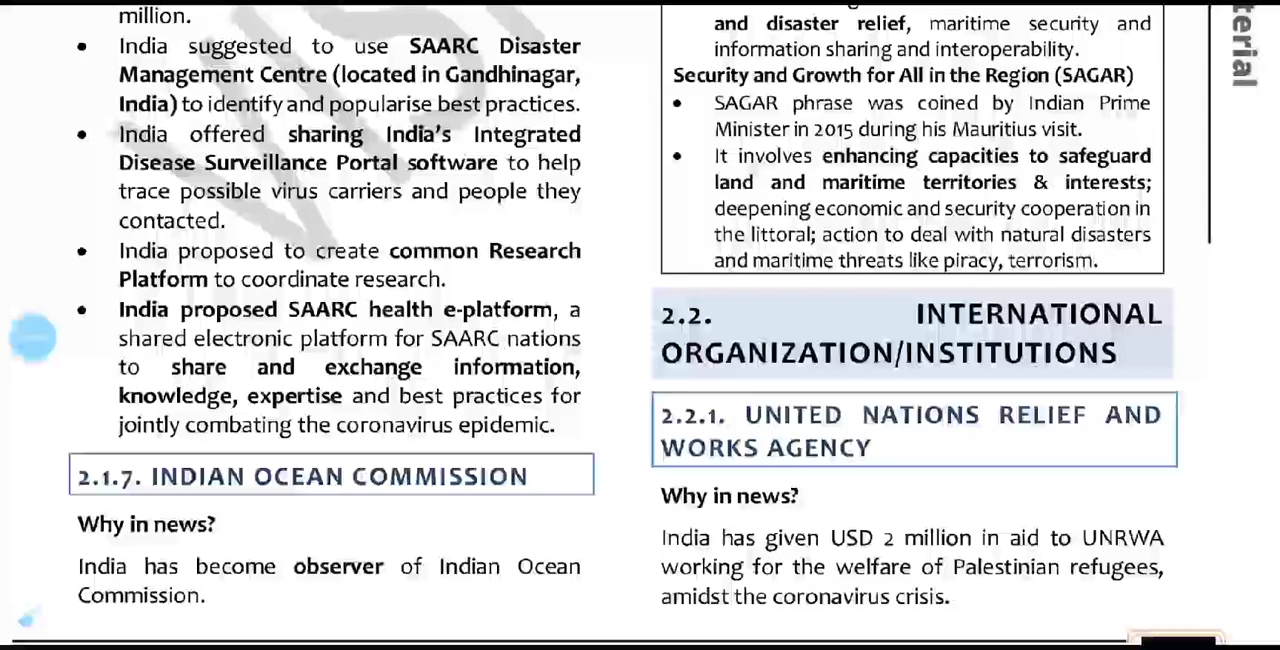 million.
• India suggested to use SAARC Disaster
Management Centre (located in Gandhinagar,
India) to identify and popularise best practices.
• India offered sharing India's Integrated
Disease Surveillance Portal software to help
trace possible virus carriers and people they
contacted.
• India proposed to create common Research
Platform to coordinate research.
• India proposed SAARC health e-platform, a
shared electronic platform for SAARC nations
to share and exchange information,
knowledge, expertise and best practices for
jointly combating the coronavirus epidemic.
2.1.7. INDIAN OCEAN COMMISSION
Why in news?
India has become observer of Indian Ocean
Commission.
and disaster relief, maritime security and
information sharing and interoperability.
Security and Growth for All in the Region (SAGAR)
• SAGAR phrase was coined by Indian Prime
Minister in 2015 during his Mauritius visit.
• It involves enhancing capacities to safeguard
land and maritime territories & interests;
deepening economic and security cooperation in
the littoral; action to deal with natural disasters
and maritime threats like piracy, terrorism.
2.2. INTERNATIONAL
ORGANIZATION/INSTITUTIONS
2.2.1. UNITED NATIONS RELIEF AND
WORKS AGENCY
Why in news?
India has given USD 2 million in aid to UNRWA
working for the welfare of Palestinian refugees,
amidst the coronavirus crisis.
terial